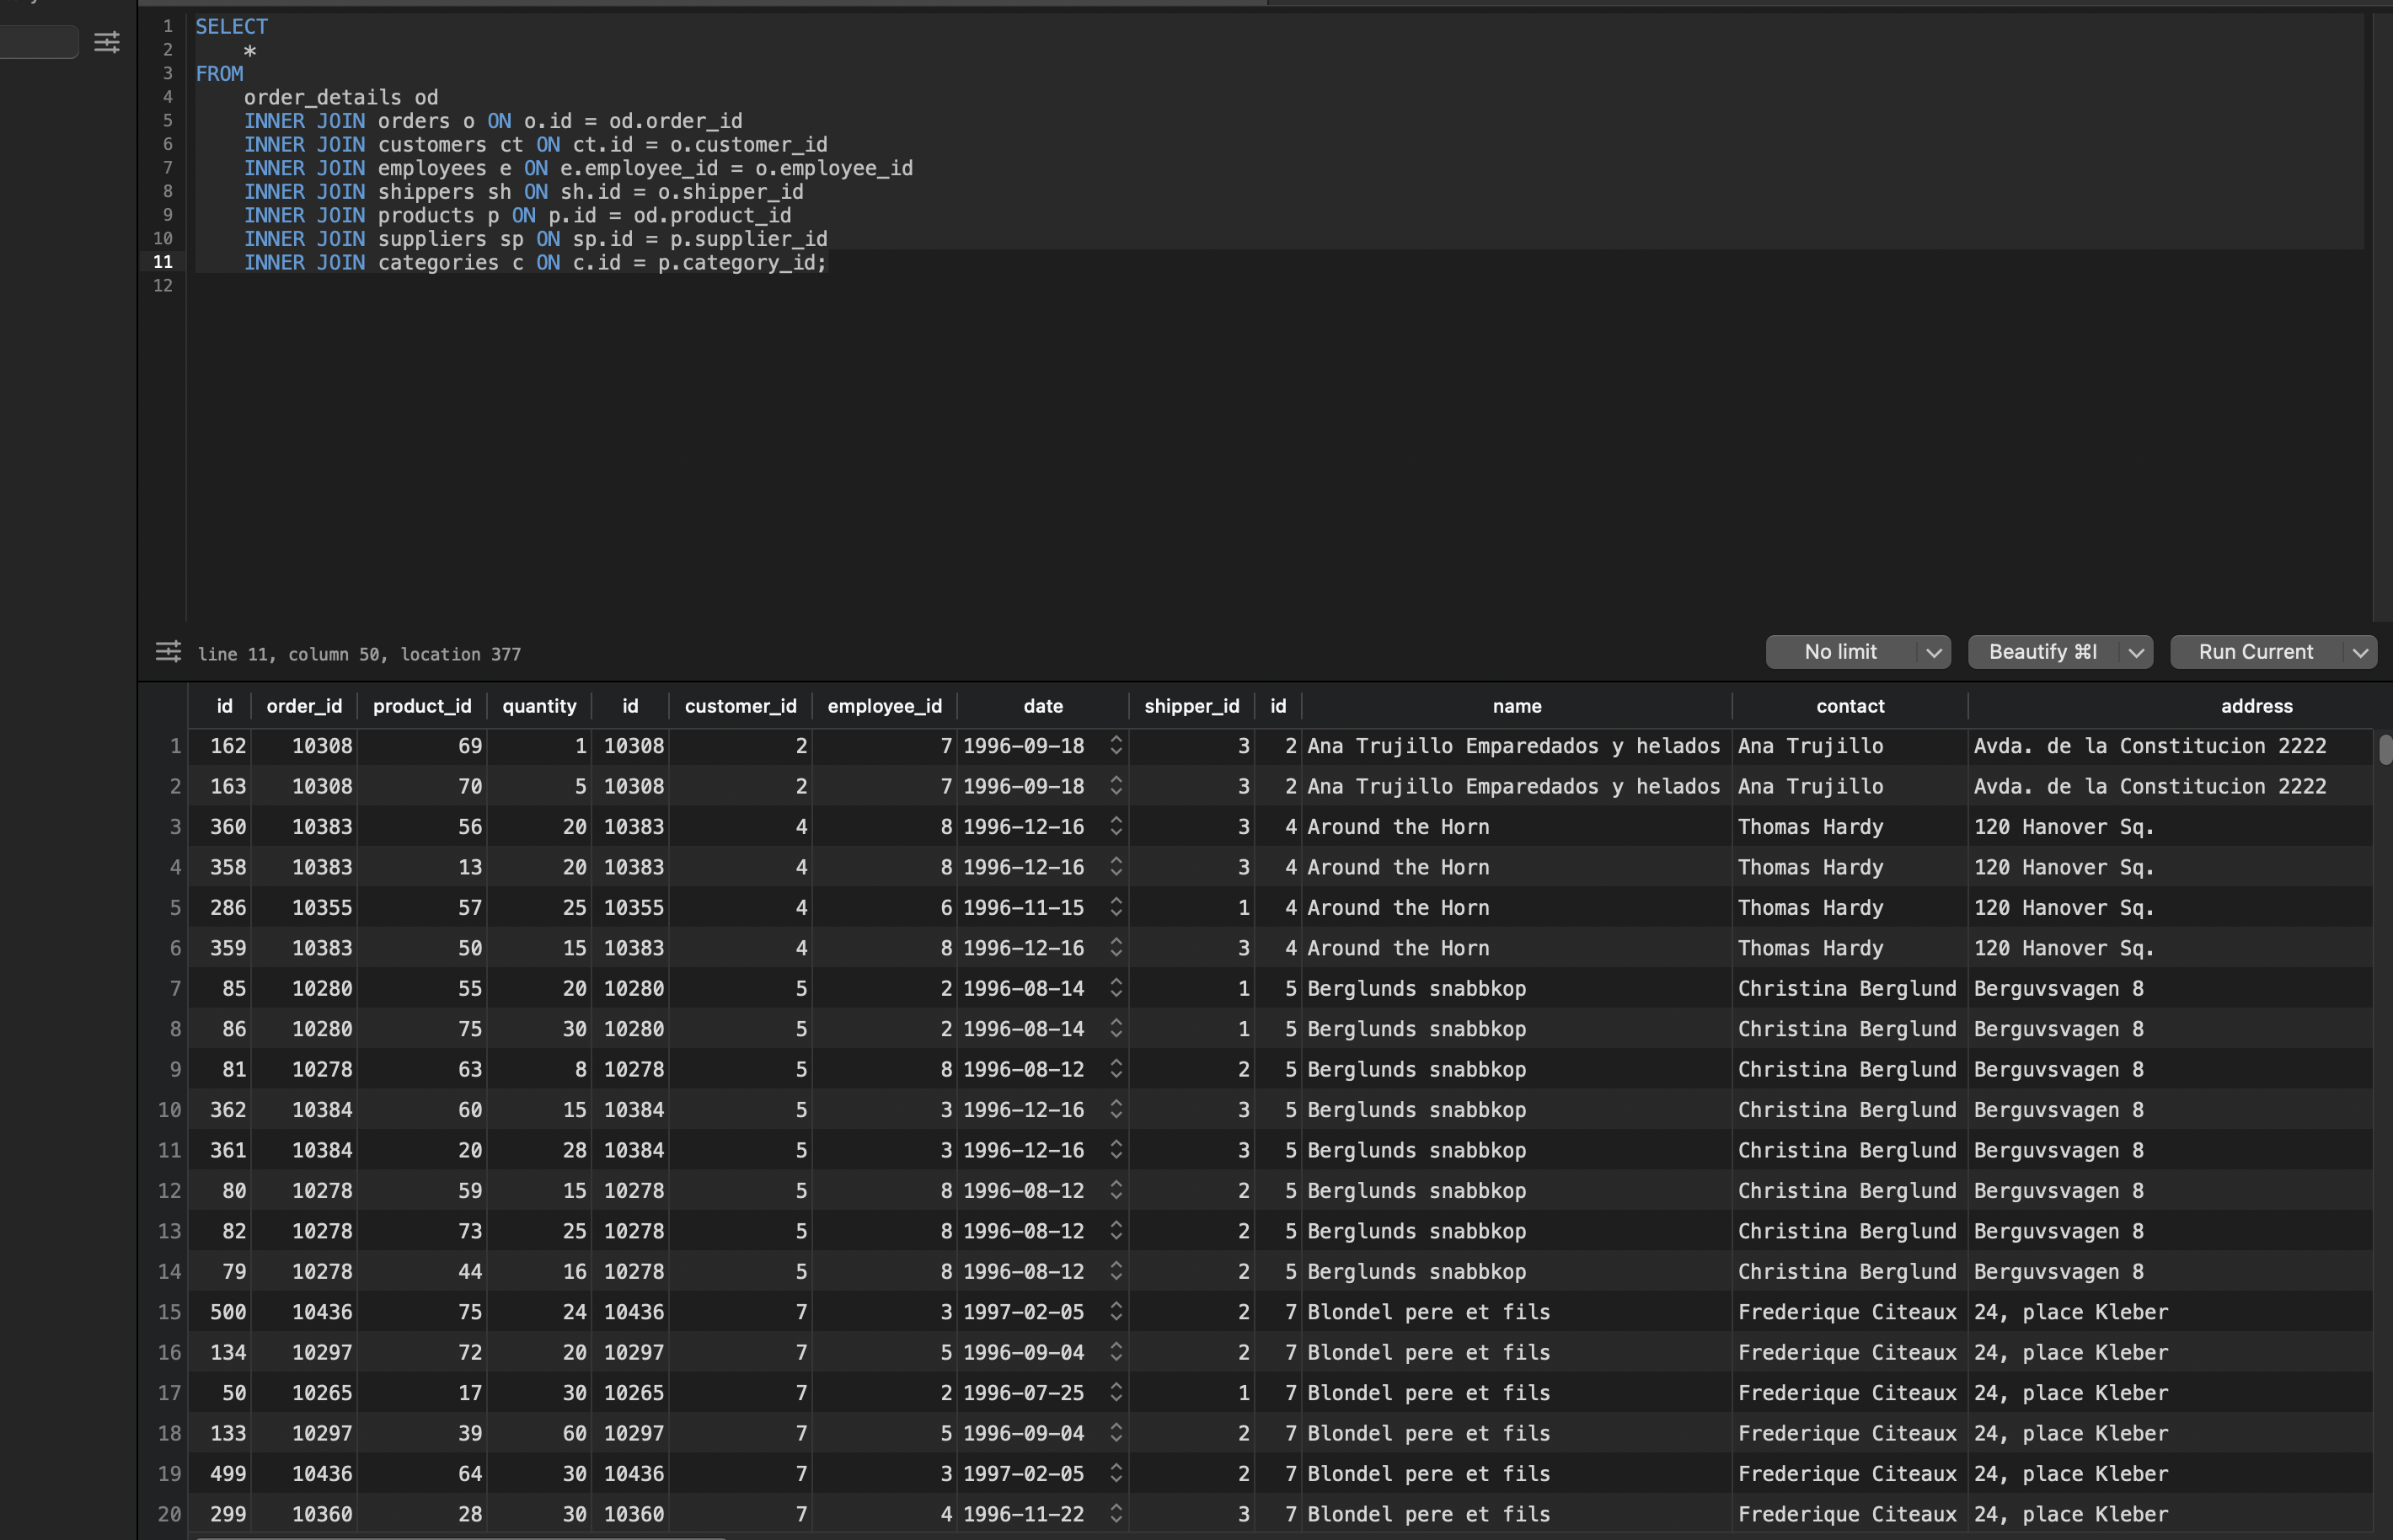 1 SELECT
2     *
3 FROM
4     order_details od
5     INNER JOIN orders o ON o.id = od.order_id
6     INNER JOIN customers ct ON ct.id = o.customer_id
7     INNER JOIN employees e ON e.employee_id = o.employee_id
8     INNER JOIN shippers sh ON sh.id = o.shipper_id
9     INNER JOIN products p ON p.id = od.product_id
10     INNER JOIN suppliers sp ON sp.id = p.supplier_id
11     INNER JOIN categories c ON c.id = p.category_id;
12
line 11, column 50, location 377 No limit Beautify ⌘I Run Current
id order_id product_id quantity id customer_id employee_id date shipper_id id name contact address
1 162 10308 69 1 10308 2 7 1996-09-18 3 2 Ana Trujillo Emparedados y helados Ana Trujillo Avda. de la Constitucion 2222
2 163 10308 70 5 10308 2 7 1996-09-18 3 2 Ana Trujillo Emparedados y helados Ana Trujillo Avda. de la Constitucion 2222
3 360 10383 56 20 10383 4 8 1996-12-16 3 4 Around the Horn Thomas Hardy 120 Hanover Sq.
4 358 10383 13 20 10383 4 8 1996-12-16 3 4 Around the Horn Thomas Hardy 120 Hanover Sq.
5 286 10355 57 25 10355 4 6 1996-11-15 1 4 Around the Horn Thomas Hardy 120 Hanover Sq.
6 359 10383 50 15 10383 4 8 1996-12-16 3 4 Around the Horn Thomas Hardy 120 Hanover Sq.
7 85 10280 55 20 10280 5 2 1996-08-14 1 5 Berglunds snabbkop Christina Berglund Berguvsvagen 8
8 86 10280 75 30 10280 5 2 1996-08-14 1 5 Berglunds snabbkop Christina Berglund Berguvsvagen 8
9 81 10278 63 8 10278 5 8 1996-08-12 2 5 Berglunds snabbkop Christina Berglund Berguvsvagen 8
10 362 10384 60 15 10384 5 3 1996-12-16 3 5 Berglunds snabbkop Christina Berglund Berguvsvagen 8
11 361 10384 20 28 10384 5 3 1996-12-16 3 5 Berglunds snabbkop Christina Berglund Berguvsvagen 8
12 80 10278 59 15 10278 5 8 1996-08-12 2 5 Berglunds snabbkop Christina Berglund Berguvsvagen 8
13 82 10278 73 25 10278 5 8 1996-08-12 2 5 Berglunds snabbkop Christina Berglund Berguvsvagen 8
14 79 10278 44 16 10278 5 8 1996-08-12 2 5 Berglunds snabbkop Christina Berglund Berguvsvagen 8
15 500 10436 75 24 10436 7 3 1997-02-05 2 7 Blondel pere et fils Frederique Citeaux 24, place Kleber
16 134 10297 72 20 10297 7 5 1996-09-04 2 7 Blondel pere et fils Frederique Citeaux 24, place Kleber
17 50 10265 17 30 10265 7 2 1996-07-25 1 7 Blondel pere et fils Frederique Citeaux 24, place Kleber
18 133 10297 39 60 10297 7 5 1996-09-04 2 7 Blondel pere et fils Frederique Citeaux 24, place Kleber
19 499 10436 64 30 10436 7 3 1997-02-05 2 7 Blondel pere et fils Frederique Citeaux 24, place Kleber
20 299 10360 28 30 10360 7 4 1996-11-22 3 7 Blondel pere et fils Frederique Citeaux 24, place Kleber